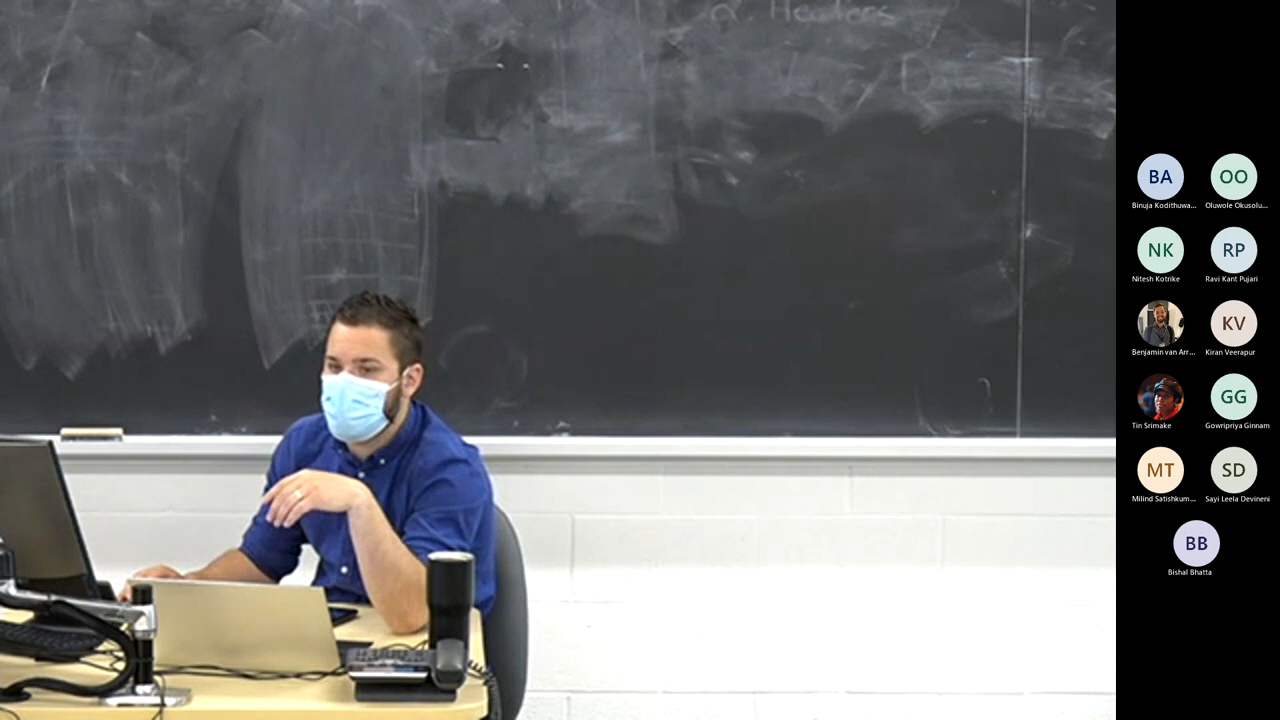 α. Headers
BA
OO
Binuja Kodithuwa...
Oluwole Okusolu...
NK
RP
Nitesh Kotrike
Ravi Kant Pujari
KV
Benjamin van Arr...
Kiran Veerapur
GG
Tin Srimake
Gowripriya Ginnam
MT
SD
Milind Satishkum...
Sayi Leela Devineni
BB
Bishal Bhatta